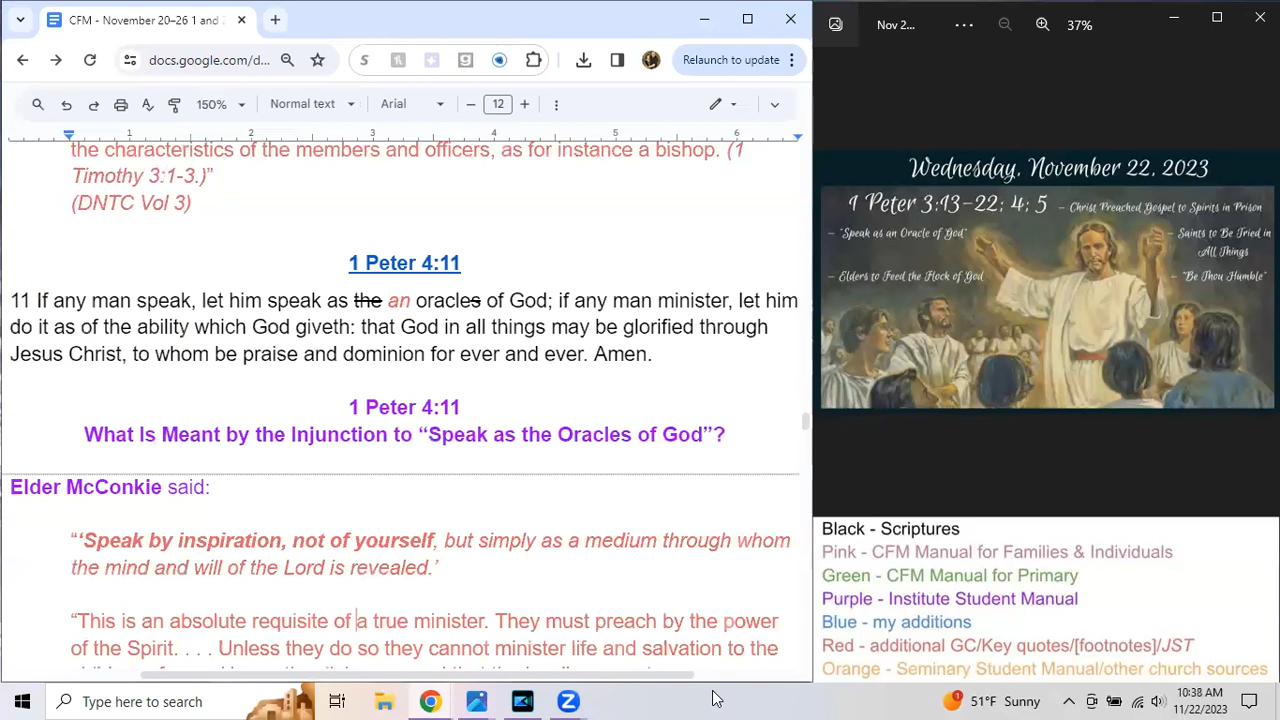 CFM - November 20–26 1 and
docs.google.com/d...
Relaunch to update
150%
Normal text
Arial
12
1 2 3 4 5 6
the characteristics of the members and officers, as for instance a bishop. (1
Timothy 3:1-3.)”
(DNTC Vol 3)
1 Peter 4:11
11 If any man speak, let him speak as the an oracles of God; if any man minister, let him
do it as of the ability which God giveth: that God in all things may be glorified through
Jesus Christ, to whom be praise and dominion for ever and ever. Amen.
1 Peter 4:11
What Is Meant by the Injunction to “Speak as the Oracles of God”?
Elder McConkie said:
“‘Speak by inspiration, not of yourself, but simply as a medium through whom
the mind and will of the Lord is revealed.’
“This is an absolute requisite of a true minister. They must preach by the power
of the Spirit. . . . Unless they do so they cannot minister life and salvation to the
Nov 2...
37%
Wednesday, November 22, 2023
1 Peter 3:13-22; 4; 5
- Christ Preached Gospel to Spirits in Prison
- "Speak as an Oracle of God"
- Saints to Be Tried in
All Things
- Elders to Feed the Flock of God
- "Be Thou Humble"
Black - Scriptures
Pink - CFM Manual for Families & Individuals
Green - CFM Manual for Primary
Purple - Institute Student Manual
Blue - my additions
Red - additional GC/Key quotes/[footnotes]/JST
Orange - Seminary Student Manual/other church sources
Type here to search
1
51°F Sunny
10:38 AM
11/22/2023